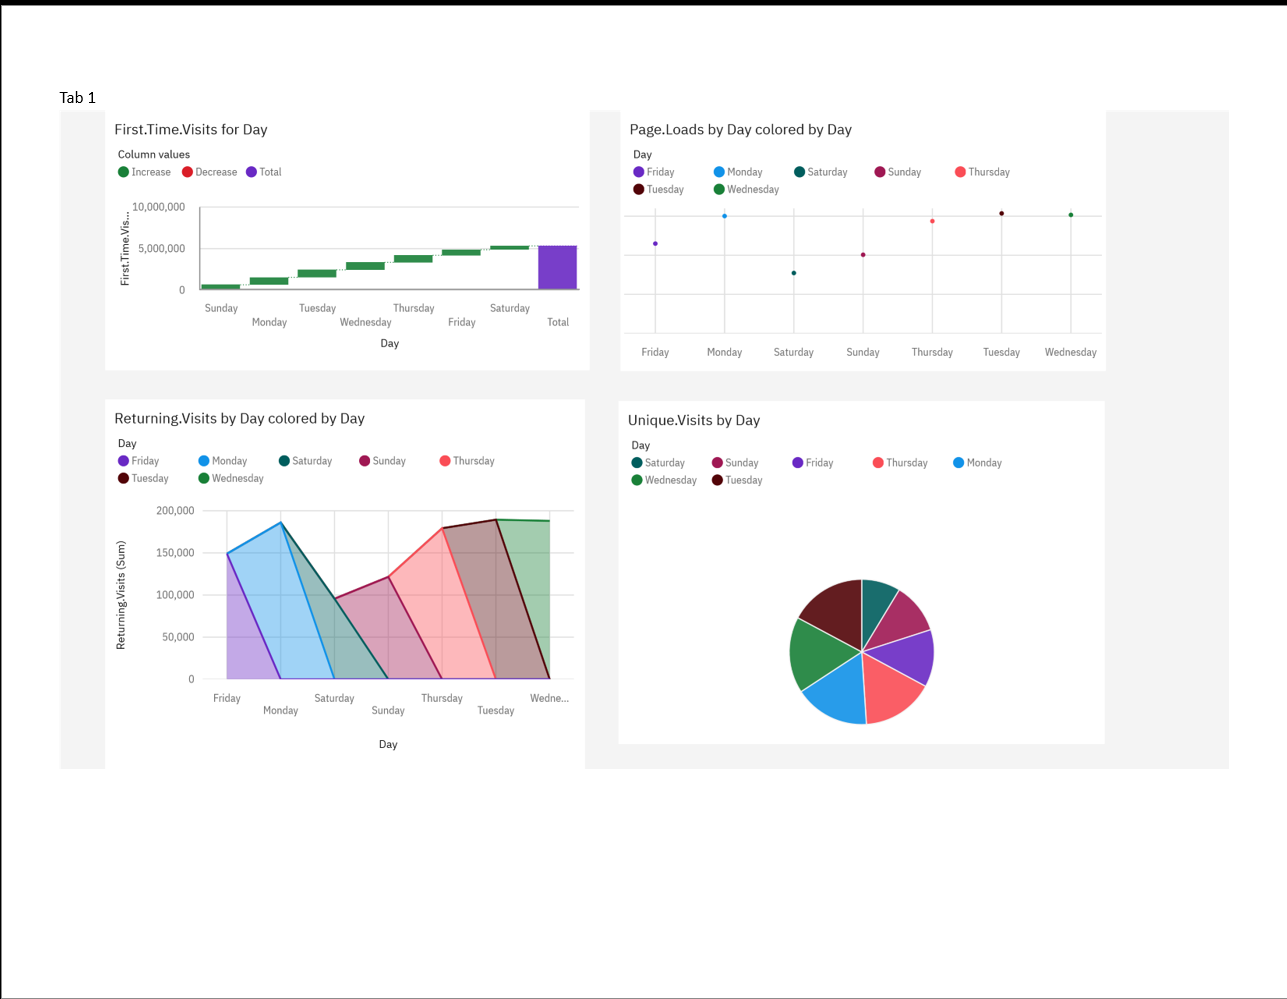 Tab 1
First.Time.Visits for Day
Column values
Increase Decrease Total
First.Time.Vis...
10,000,000
5,000,000
0
Sunday Tuesday Thursday Saturday
Monday Wednesday Friday Total
Day
Page.Loads by Day colored by Day
Day
Friday Monday Saturday Sunday Thursday
Tuesday Wednesday
Friday Monday Saturday Sunday Thursday Tuesday Wednesday
Returning.Visits by Day colored by Day
Day
Friday Monday Saturday Sunday Thursday
Tuesday Wednesday
Returning.Visits (Sum)
200,000
150,000
100,000
50,000
0
Friday Saturday Thursday Wedne...
Monday Sunday Tuesday
Day
Unique.Visits by Day
Day
Saturday Sunday Friday Thursday Monday
Wednesday Tuesday